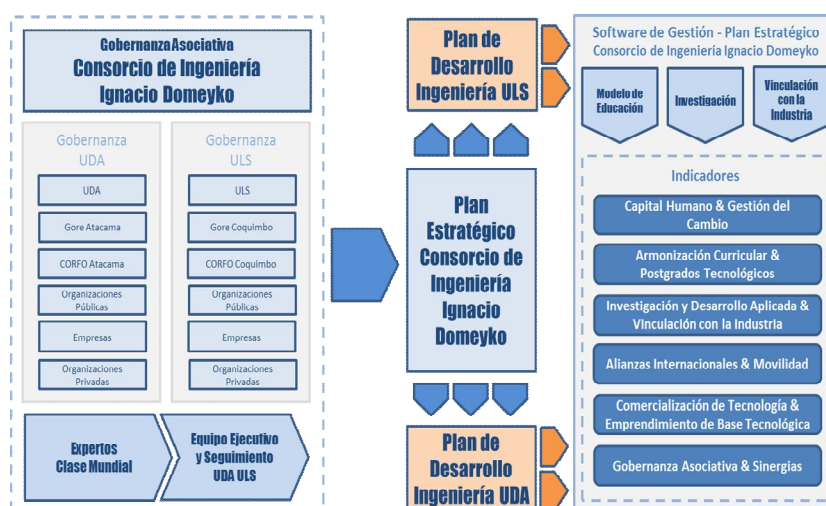 Gobernanza Asociativa
Consorcio de Ingeniería
Ignacio Domeyko
Gobernanza
UDA
UDA
Gore Atacama
CORFO Atacama
Organizaciones
Públicas
Empresas
Organizaciones
Privadas
Gobernanza
ULS
ULS
Gore Coquimbo
CORFO Coquimbo
Organizaciones
Públicas
Empresas
Organizaciones
Privadas
Expertos
Clase Mundial
Equipo Ejecutivo
y Seguimiento
UDA ULS
Plan de
Desarrollo
Ingeniería ULS
Plan
Estratégico
Consorcio de
Ingeniería
Ignacio
Domeyko
Plan de
Desarrollo
Ingeniería UDA
Software de Gestión - Plan Estratégico
Consorcio de Ingeniería Ignacio Domeyko
Modelo de
Educación
Investigación
Vinculación
con la
Industria
Indicadores
Capital Humano & Gestión del
Cambio
Armonización Curricular &
Postgrados Tecnológicos
Investigación y Desarrollo Aplicada &
Vinculación con la Industria
Alianzas Internacionales & Movilidad
Comercialización de Tecnología &
Emprendimiento de Base Tecnológica
Gobernanza Asociativa & Sinergias